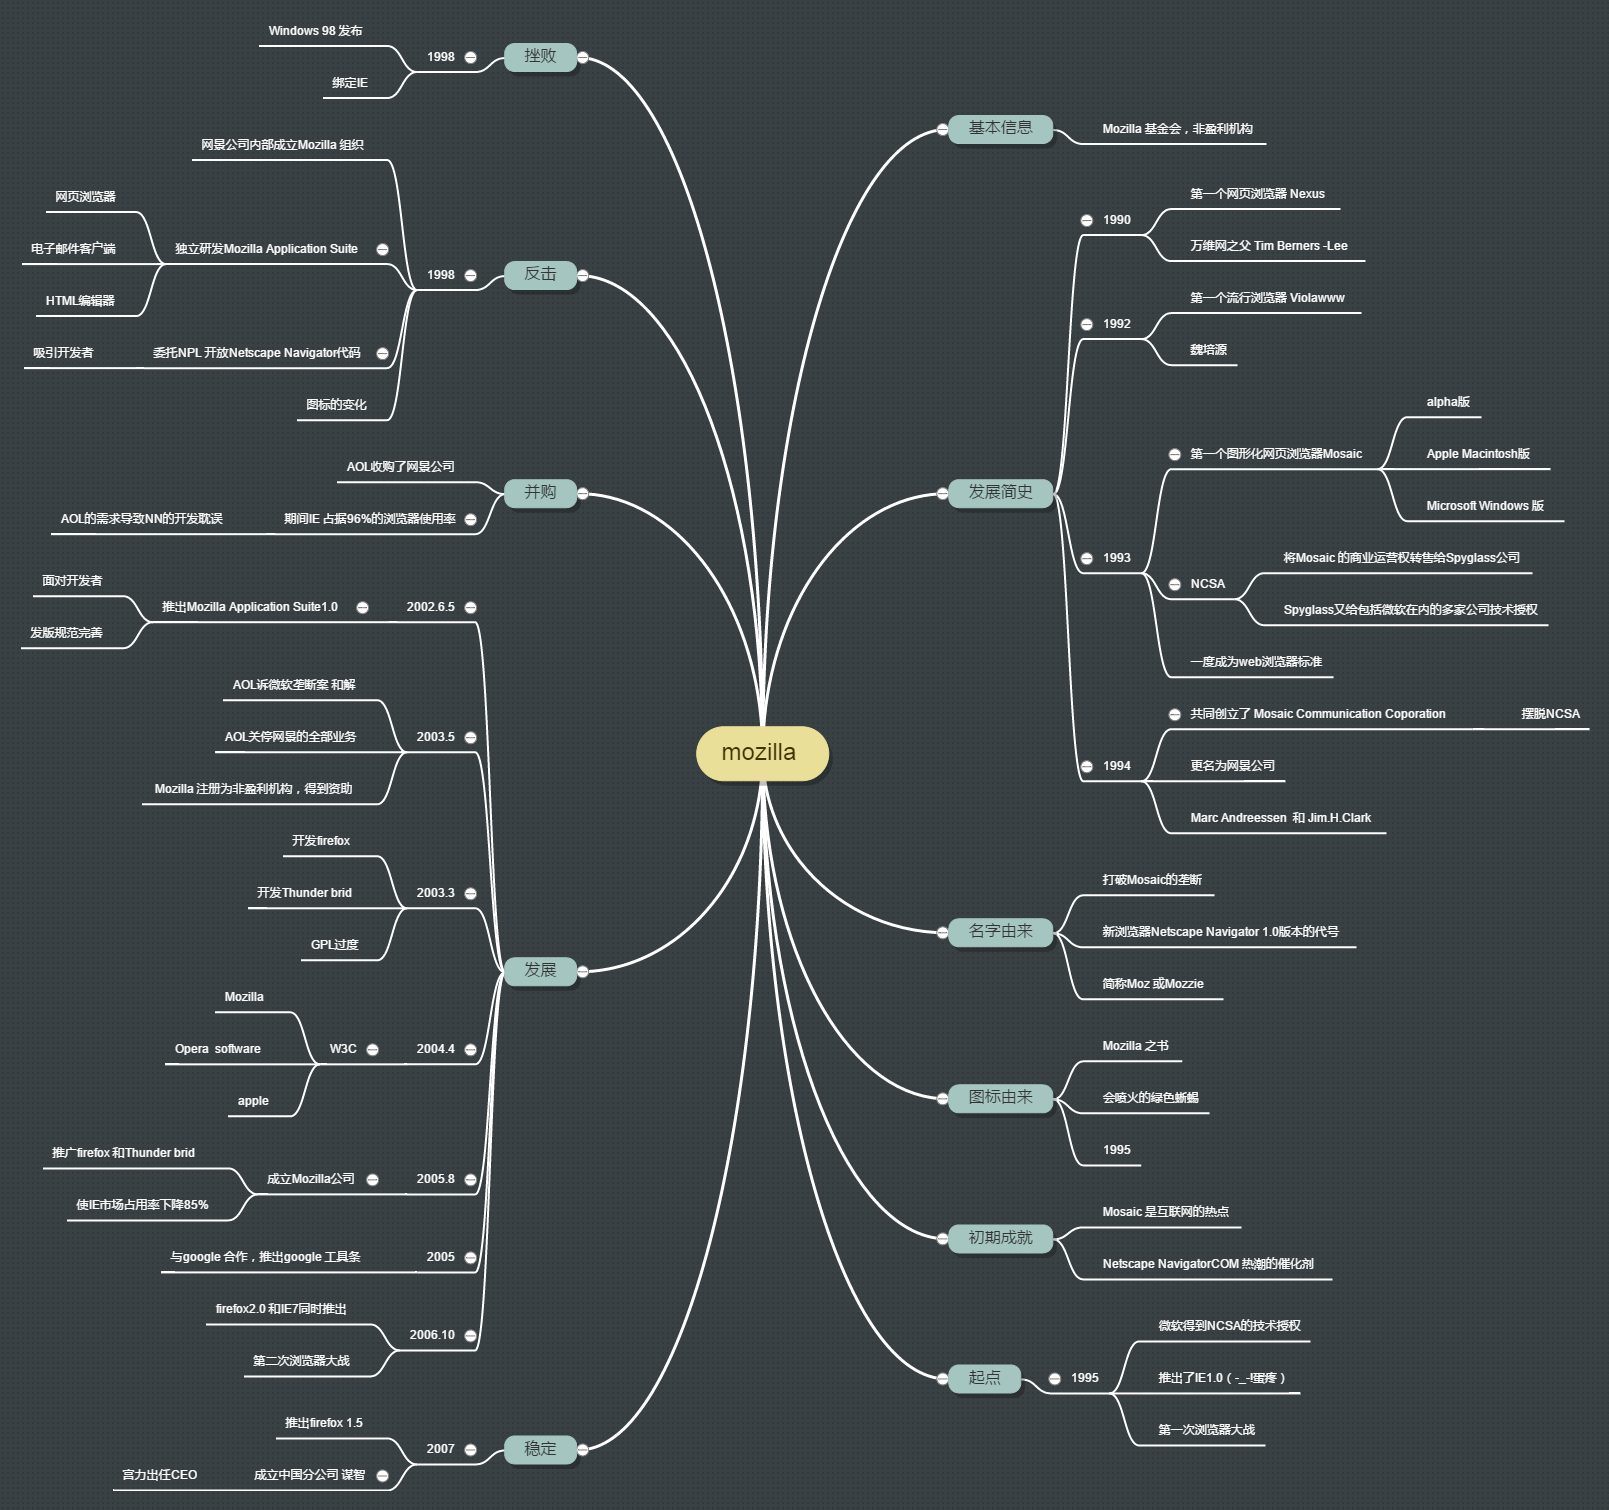 mozilla
基本信息
Mozilla 基金会，非盈利机构
发展简史
1990
第一个网页浏览器 Nexus
万维网之父 Tim Berners -Lee
1992
第一个流行浏览器 Violawww
魏培源
1993
第一个图形化网页浏览器Mosaic
alpha版
Apple Macintosh版
Microsoft Windows 版
NCSA
将Mosaic 的商业运营权转售给Spyglass公司
Spyglass又给包括微软在内的多家公司技术授权
一度成为web浏览器标准
1994
共同创立了 Mosaic Communication Coporation
摆脱NCSA
更名为网景公司
Marc Andreessen 和 Jim.H.Clark
名字由来
打破Mosaic的垄断
新浏览器Netscape Navigator 1.0版本的代号
简称Moz 或Mozzie
图标由来
Mozilla 之书
会喷火的绿色蜥蜴
1995
初期成就
Mosaic 是互联网的热点
Netscape NavigatorCOM 热潮的催化剂
起点
1995
微软得到NCSA的技术授权
推出了IE1.0（-_-!蛋疼）
第一次浏览器大战
挫败
1998
Windows 98 发布
绑定IE
反击
1998
网景公司内部成立Mozilla 组织
独立研发Mozilla Application Suite
网页浏览器
电子邮件客户端
HTML编辑器
委托NPL 开放Netscape Navigator代码
吸引开发者
图标的变化
并购
AOL收购了网景公司
期间IE 占据96%的浏览器使用率
AOL的需求导致NN的开发耽误
发展
2002.6.5
推出Mozilla Application Suite1.0
面对开发者
发版规范完善
2003.5
AOL诉微软垄断案 和解
AOL关停网景的全部业务
Mozilla 注册为非盈利机构，得到资助
2003.3
开发firefox
开发Thunder brid
GPL过度
2004.4
W3C
Mozilla
Opera software
apple
2005.8
成立Mozilla公司
推广firefox 和Thunder brid
使IE市场占用率下降85%
2005
与google 合作，推出google 工具条
2006.10
firefox2.0 和IE7同时推出
第二次浏览器大战
稳定
2007
推出firefox 1.5
成立中国分公司 谋智
宫力出任CEO